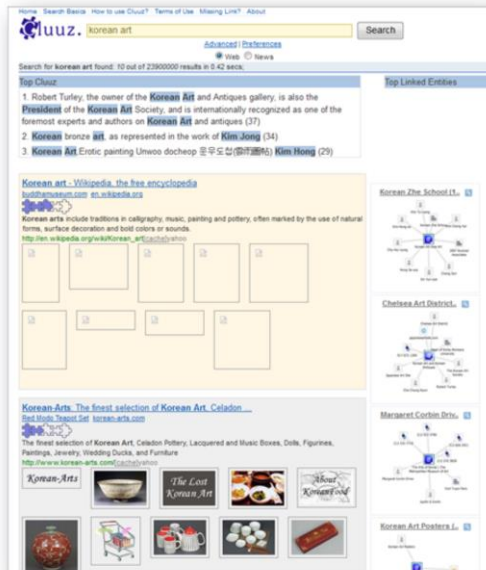 Home Search Basics How to use Cluuz? Terms of Use Missing Link? About
Cluuz.
korean art
Search
Advanced | Preferences
Web News
Search for korean art found: 10 out of 23900000 results in 0.42 secs;
Top Cluuz
1. Robert Turley, the owner of the Korean Art and Antiques gallery, is also the
President of the Korean Art Society, and is internationally recognized as one of the
foremost experts and authors on Korean Art and antiques (37)
2. Korean bronze art, as represented in the work of Kim Jong (34)
3. Korean Art,Erotic painting Unwoo docheop 운우도첩(雲雨圖帖) Kim Hong (29)
Korean art - Wikipedia, the free encyclopedia
buddhamuseum.com en.wikipedia.org
Korean arts include traditions in calligraphy, music, painting and pottery, often marked by the use of natural
forms, surface decoration and bold colors or sounds.
http://en.wikipedia.org/wiki/Korean_art|cache|yahoo
Korean-Arts. The finest selection of Korean Art, Celadon ...
Red Modo Teapist Set korean-arts.com
The finest selection of Korean Art, Celadon Pottery, Lacquered and Music Boxes, Dolls, Figurines,
Paintings, Jewelry, Wedding Ducks, and Furniture
http://www.korean-arts.com/|cache|yahoo
Korean-Arts
The Lost
Korean Art
About
Korean Food
Top Linked Entities
Korean Zhe School (1..
Chelsea Art District..
Margaret Corbin Driv..
Korean Art Posters (..